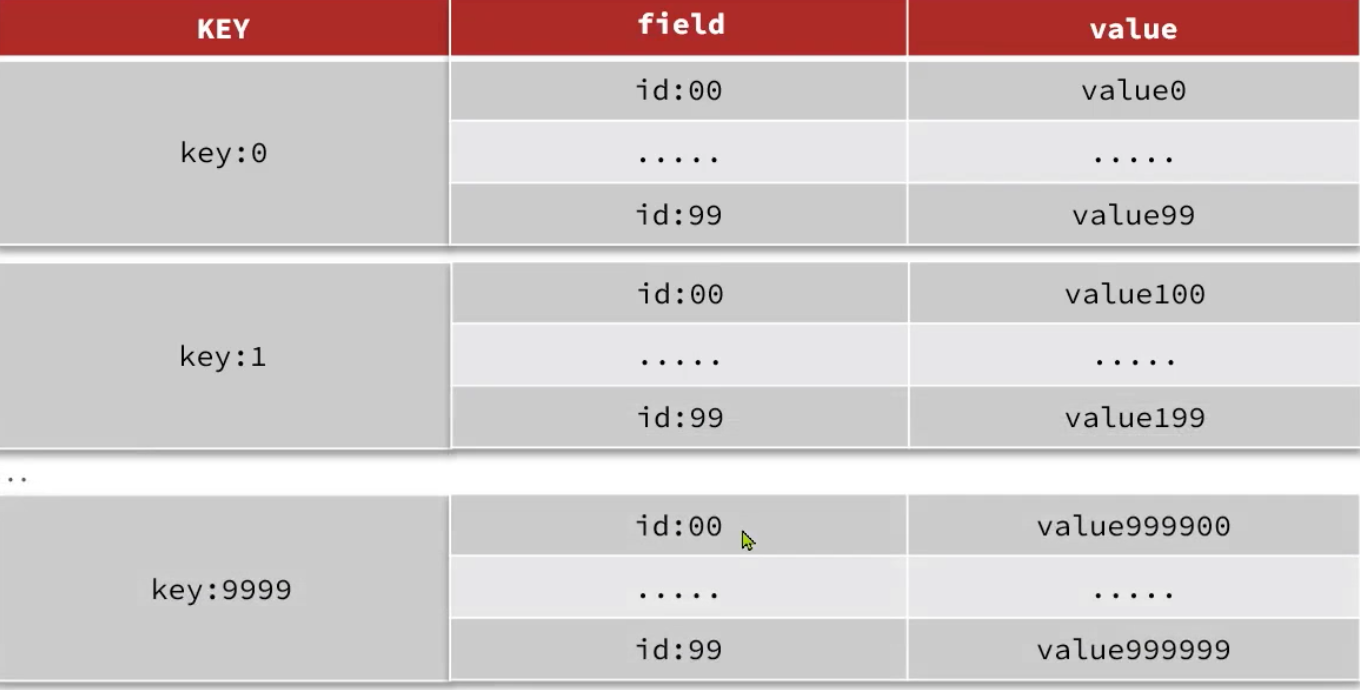 KEY field value
key:0
id:00 value0
..... .....
id:99 value99
key:1
id:00 value100
..... .....
id:99 value199
..
key:9999
id:00 value999900
..... .....
id:99 value999999